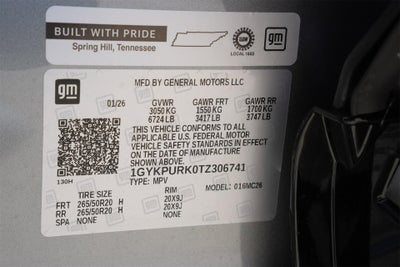 BUILT WITH PRIDE
Spring Hill, Tennessee
LOCAL 1853
gm
gm
MFD BY GENERAL MOTORS LLC
01/26 GVWR GAWR FRT GAWR RR
3050 KG 1550 KG 1700 KG
6724 LB 3417 LB 3747 LB
THIS VEHICLE CONFORMS TO ALL
APPLICABLE U.S. FEDERAL MOTOR
VEHICLE SAFETY STANDARDS IN
EFFECT ON THE DATE OF MANUFACTURE
SHOWN ABOVE.
1GYKPURK0TZ306741
130H TYPE: MPV MODEL: 016MC26
TIRE SIZE RIM
FRT 265/50R20 H 20X9J
RR 265/50R20 H 20X9J
SPA NONE NONE